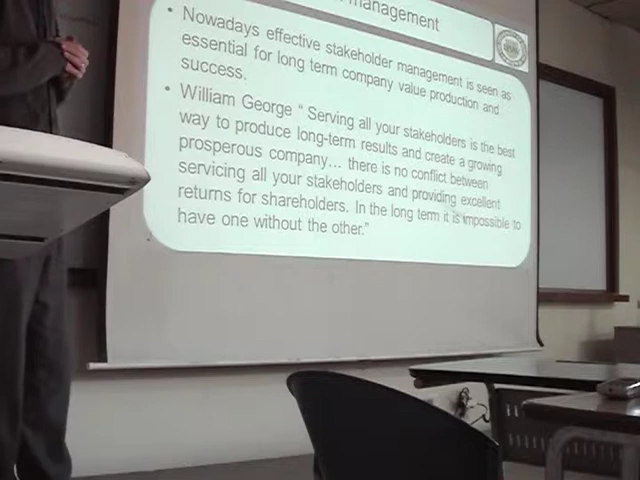 management
• Nowadays effective stakeholder management is seen as
essential for long term company value production and
success.
• William George “ Serving all your stakeholders is the best
way to produce long-term results and create a growing
prosperous company… there is no conflict between
servicing all your stakeholders and providing excellent
returns for shareholders. In the long term it is impossible to
have one without the other.”